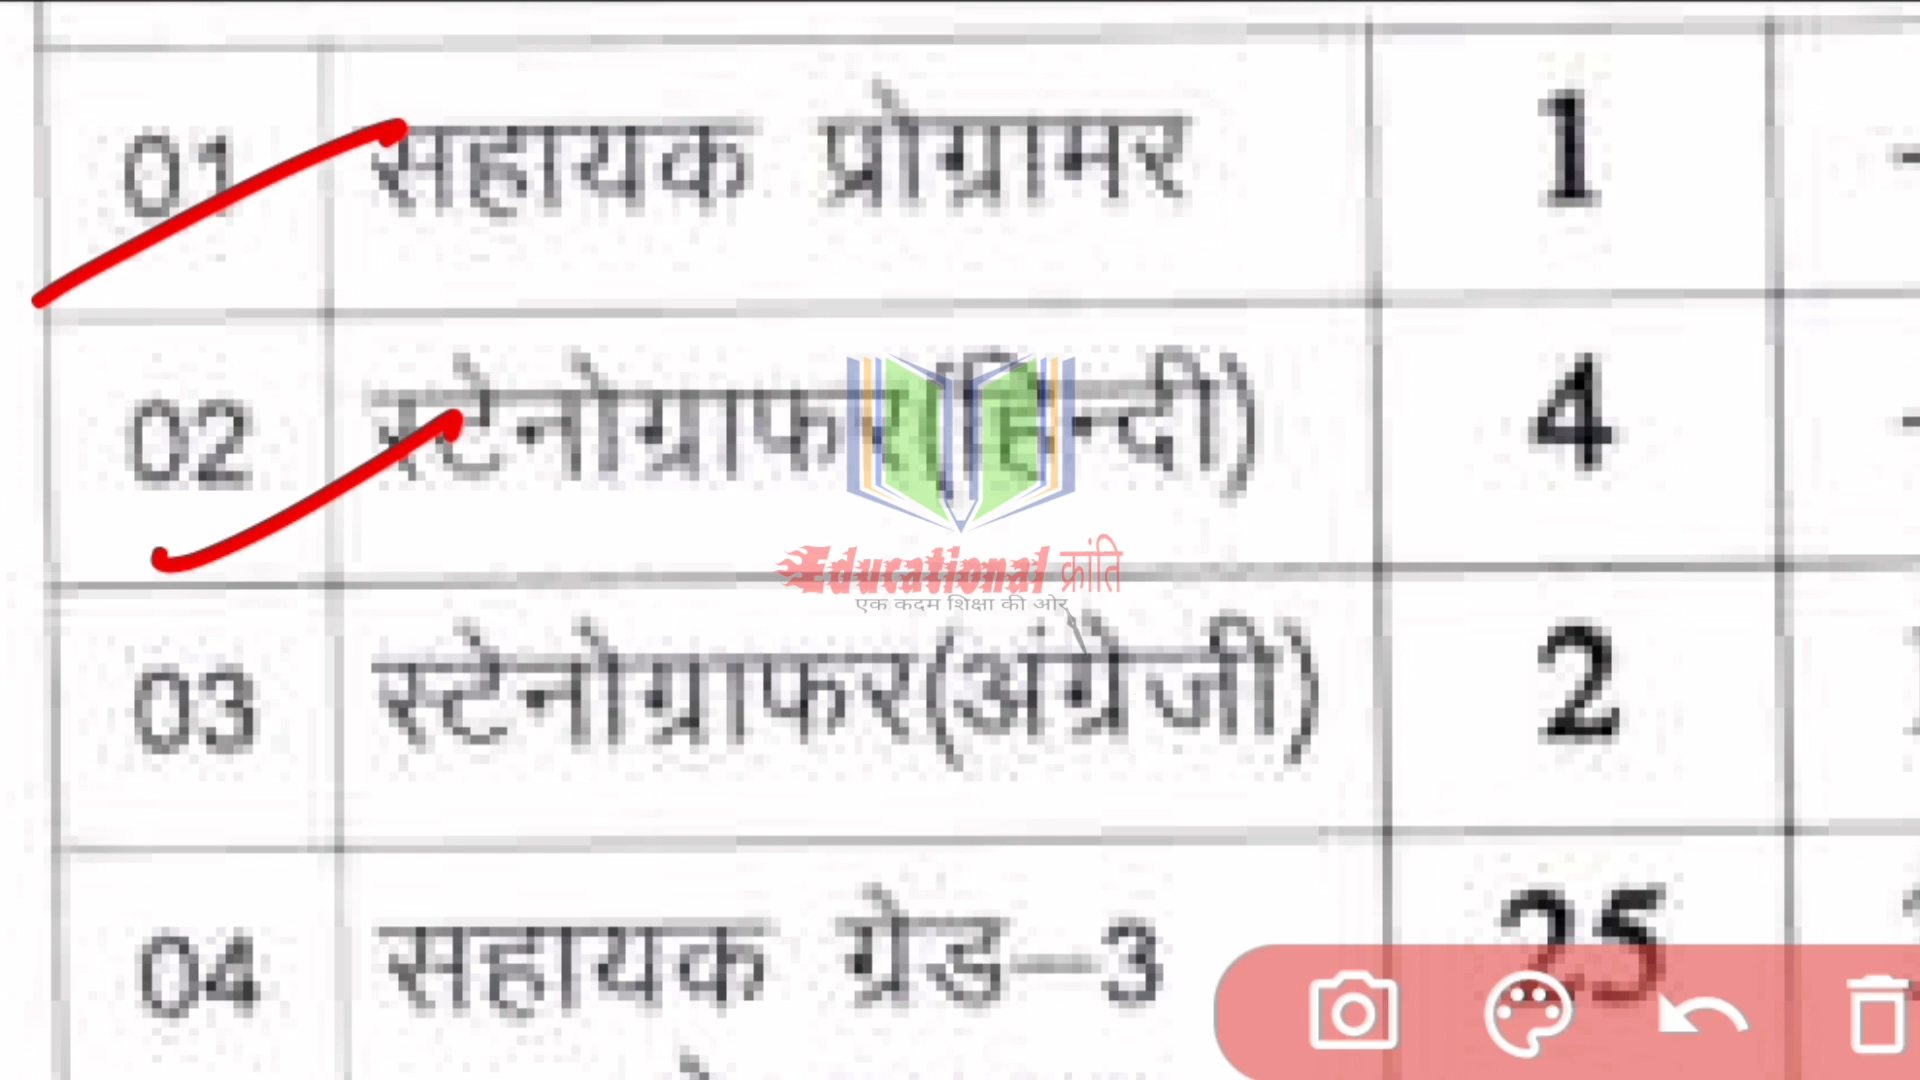 01 सहायक प्रोग्रामर 1
02 स्टेनोग्राफर(हिन्दी) 4
Educational क्रांति
एक कदम शिक्षा की ओर
03 स्टेनोग्राफर(अंग्रेजी) 2
04 सहायक ग्रेड–3 25